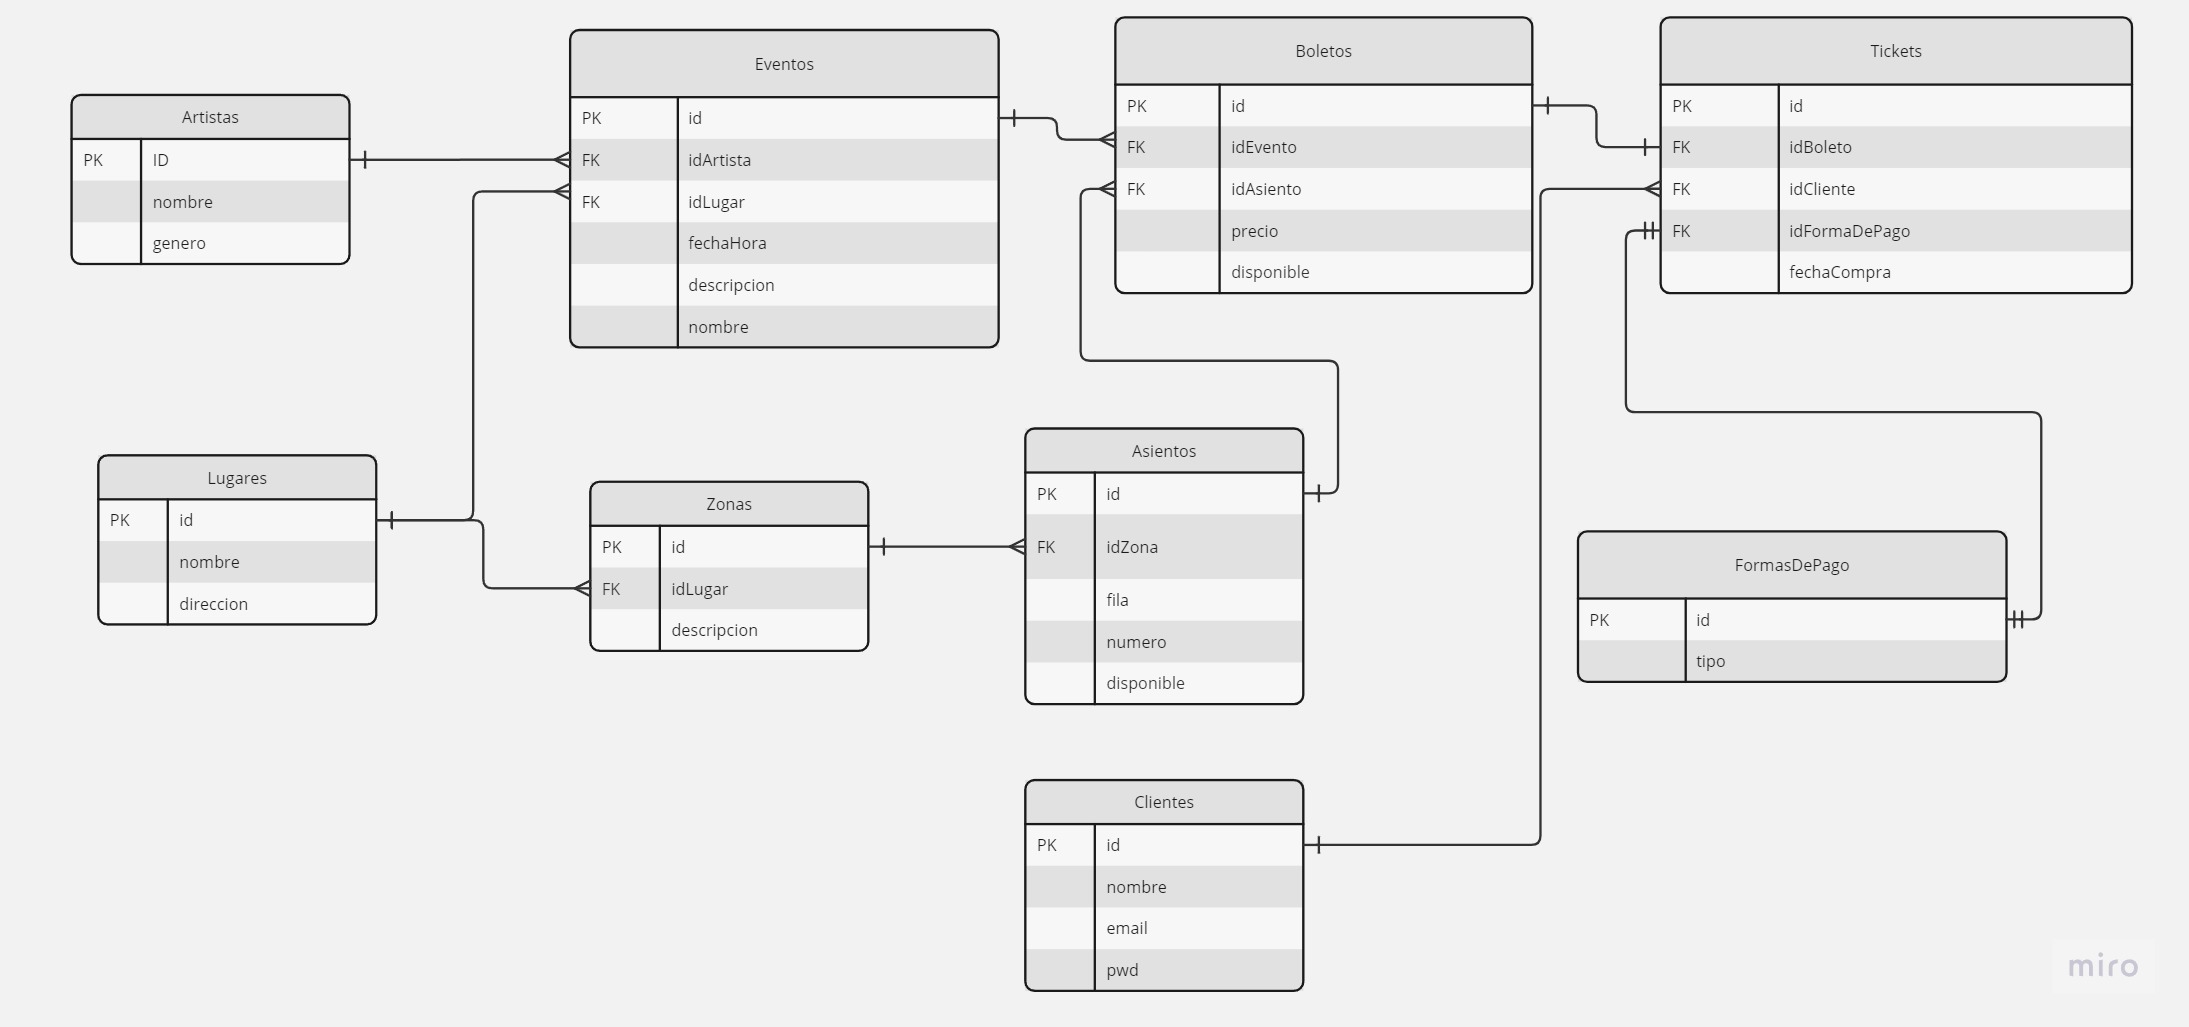 Artistas
PK ID
nombre
genero
Eventos
PK id
FK idArtista
FK idLugar
fechaHora
descripcion
nombre
Boletos
PK id
FK idEvento
FK idAsiento
precio
disponible
Tickets
PK id
FK idBoleto
FK idCliente
FK idFormaDePago
fechaCompra
Lugares
PK id
nombre
direccion
Zonas
PK id
FK idLugar
descripcion
Asientos
PK id
FK idZona
fila
numero
disponible
FormasDePago
PK id
tipo
Clientes
PK id
nombre
email
pwd
miro